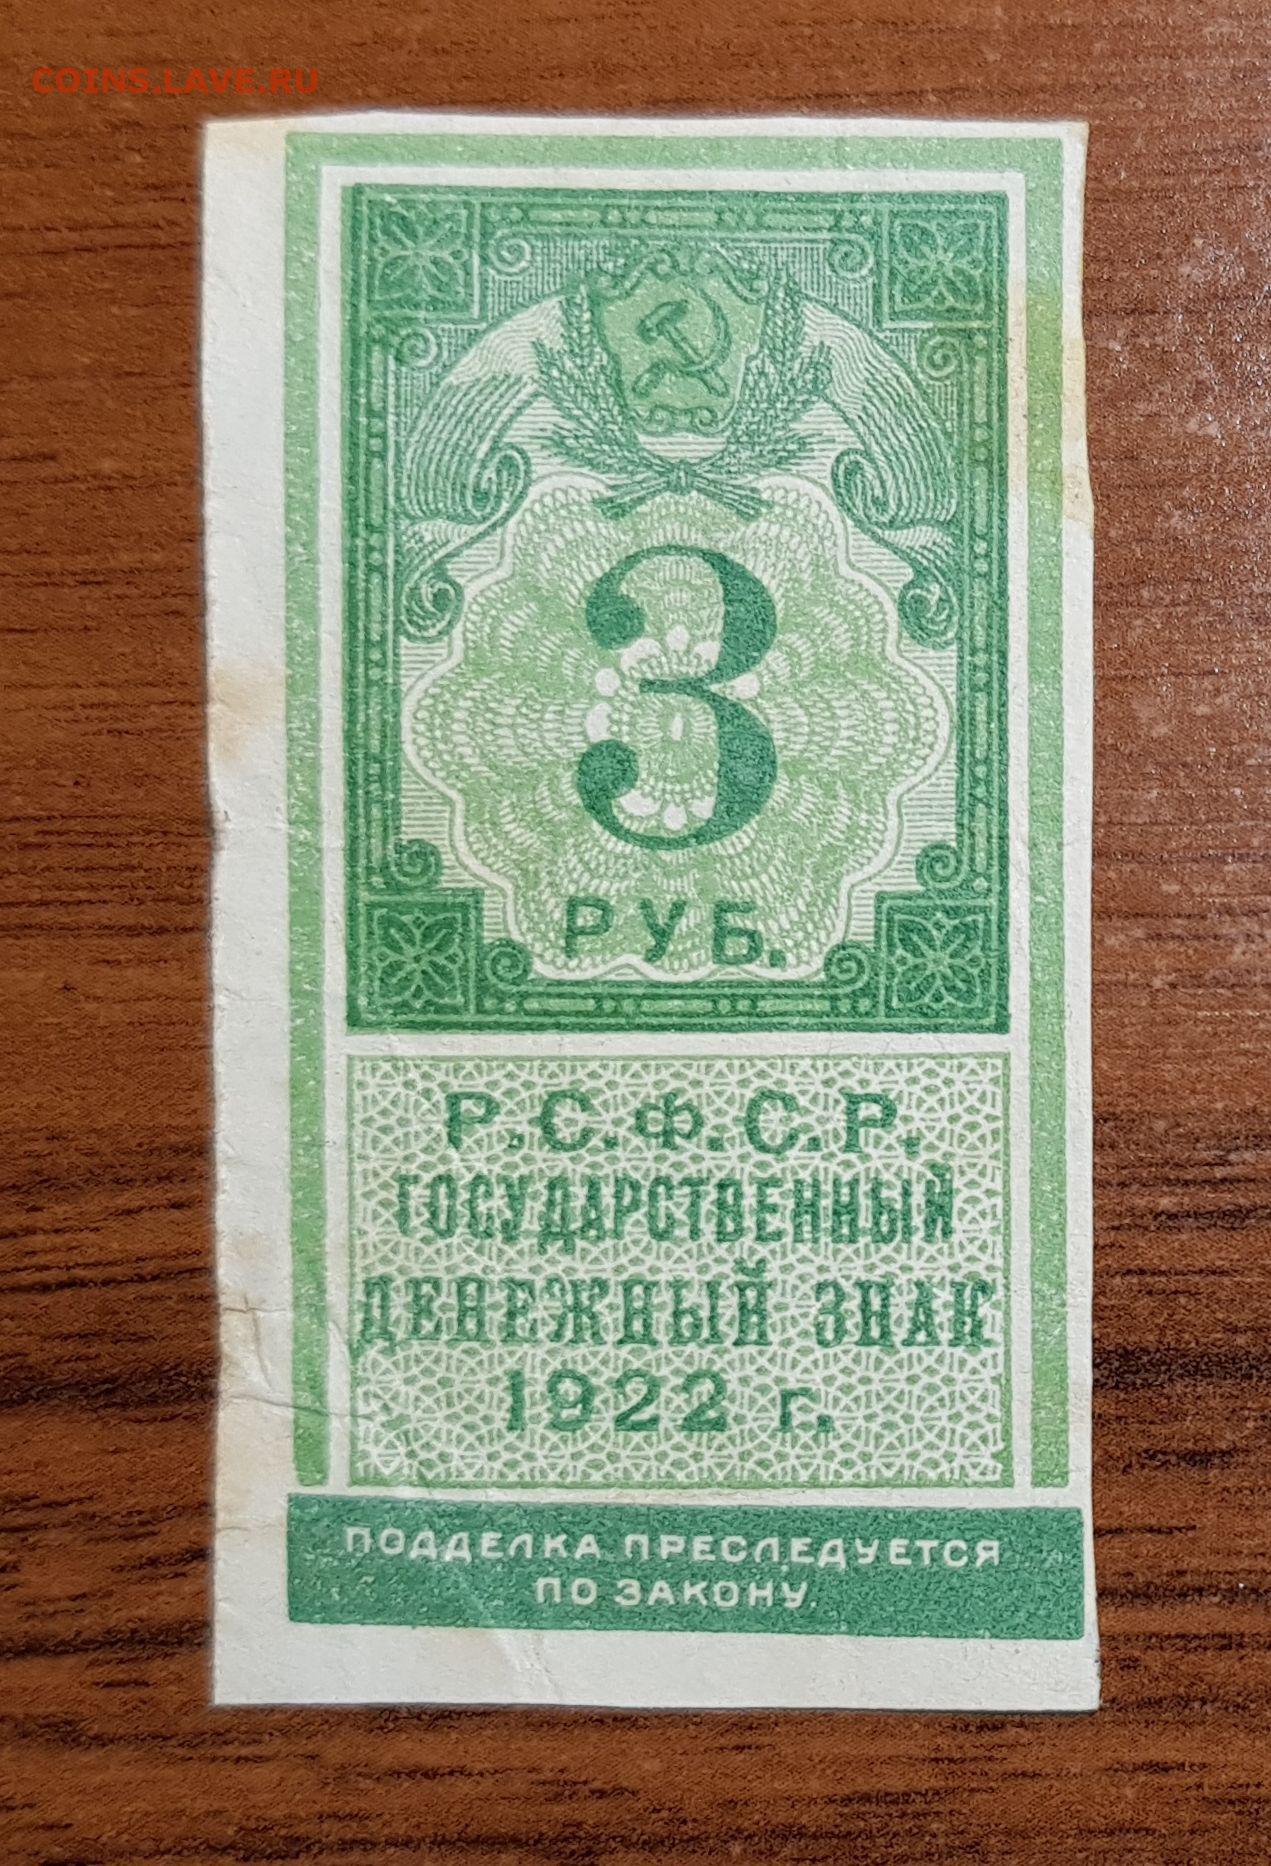 COINS.LAVE.RU
3
РУБ.
Р.С.Ф.С.Р.
ГОСУДАРСТВЕННЫЙ
ДЕНЕЖНЫЙ ЗНАК
1922 г.
ПОДДЕЛКА ПРЕСЛЕДУЕТСЯ
ПО ЗАКОНУ.